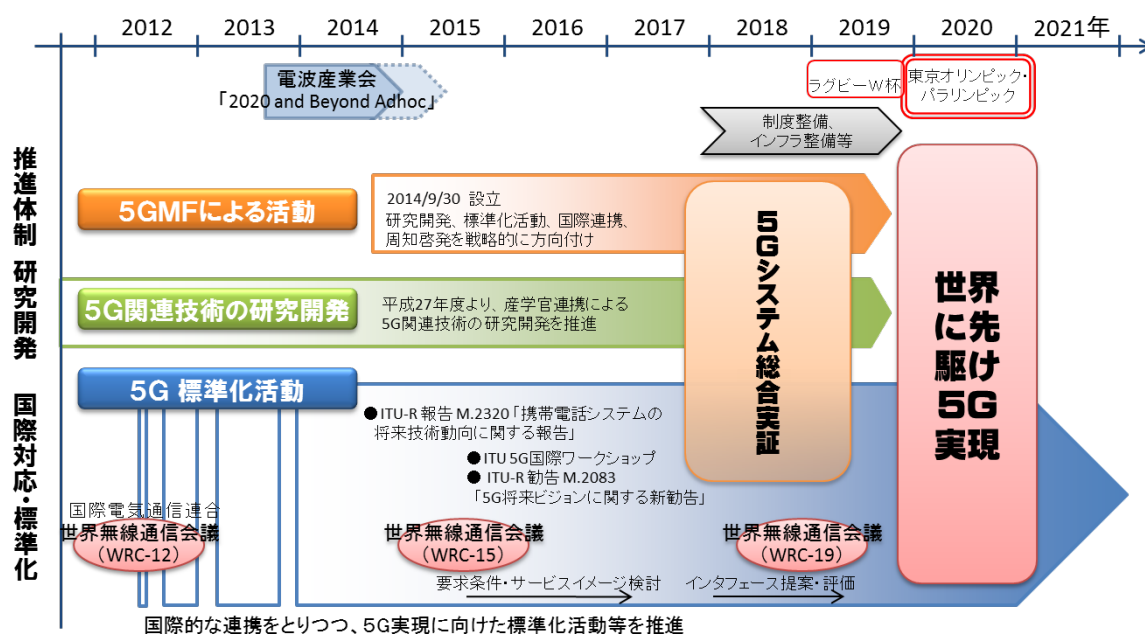 2012
2013
2014
2015
2016
2017
2018
2019
2020
2021年
電波産業会
「2020 and Beyond Adhoc」
ラグビーW杯
東京オリンピック・
パラリンピック
制度整備、
インフラ整備等
推進体制
5GMFによる活動
2014/9/30 設立
研究開発、標準化活動、国際連携、
周知啓発を戦略的に方向付け
研究開発
5G関連技術の研究開発
平成27年度より、産学官連携による
5G関連技術の研究開発を推進
5Gシステム総合実証
世界
に先
駆け
5G
実現
国際対応・標準化
5G 標準化活動
●ITU-R 報告 M.2320「携帯電話システムの
将来技術動向に関する報告」
● ITU 5G国際ワークショップ
● ITU-R 勧告 M.2083
「5G将来ビジョンに関する新勧告」
国際電気通信連合
世界無線通信会議
(WRC-12)
世界無線通信会議
(WRC-15)
世界無線通信会議
(WRC-19)
要求条件・サービスイメージ検討
インタフェース提案・評価
国際的な連携をとりつつ、5G実現に向けた標準化活動等を推進